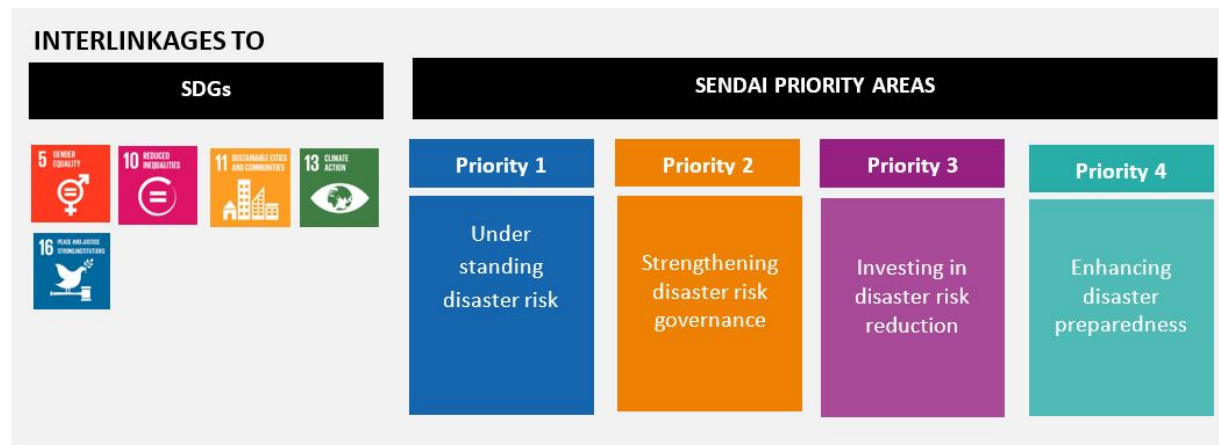 INTERLINKAGES TO
SDGs
SENDAI PRIORITY AREAS
5 GENDER
EQUALITY
10 REDUCED
INEQUALITIES
11 SUSTAINABLE CITIES
AND COMMUNITIES
13 CLIMATE
ACTION
16 PEACE AND JUSTICE
STRONG INSTITUTIONS
Priority 1
Under
standing
disaster risk
Priority 2
Strengthening
disaster risk
governance
Priority 3
Investing in
disaster risk
reduction
Priority 4
Enhancing
disaster
preparedness